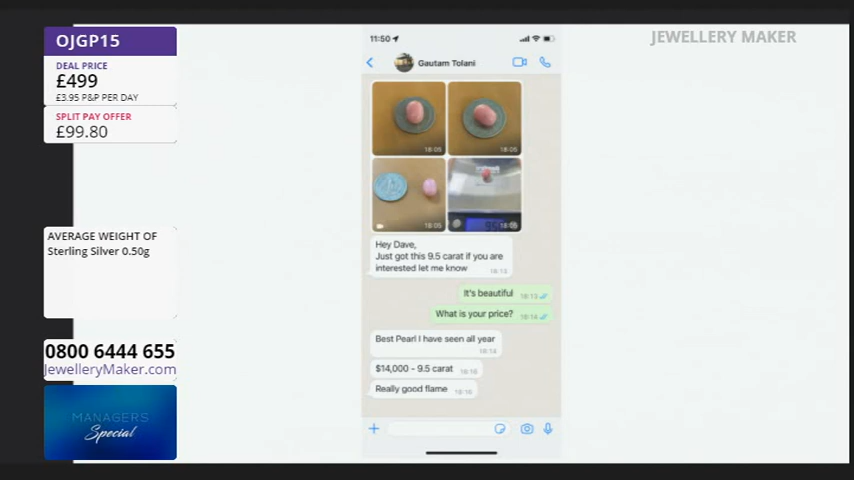 OJGP15
DEAL PRICE
£499
£3.95 P&P PER DAY
SPLIT PAY OFFER
£99.80
AVERAGE WEIGHT OF
Sterling Silver 0.50g
0800 6444 655
JewelleryMaker.com
MANAGERS
Special
JEWELLERY MAKER
11:50
Gautam Tolani
18:05
18:05
18:05
18:05
Hey Dave,
Just got this 9.5 carat if you are
interested let me know 18:13
It's beautiful 18:13
What is your price? 18:14
Best Pearl I have seen all year
18:14
$14,000 - 9.5 carat 18:16
Really good flame 18:16